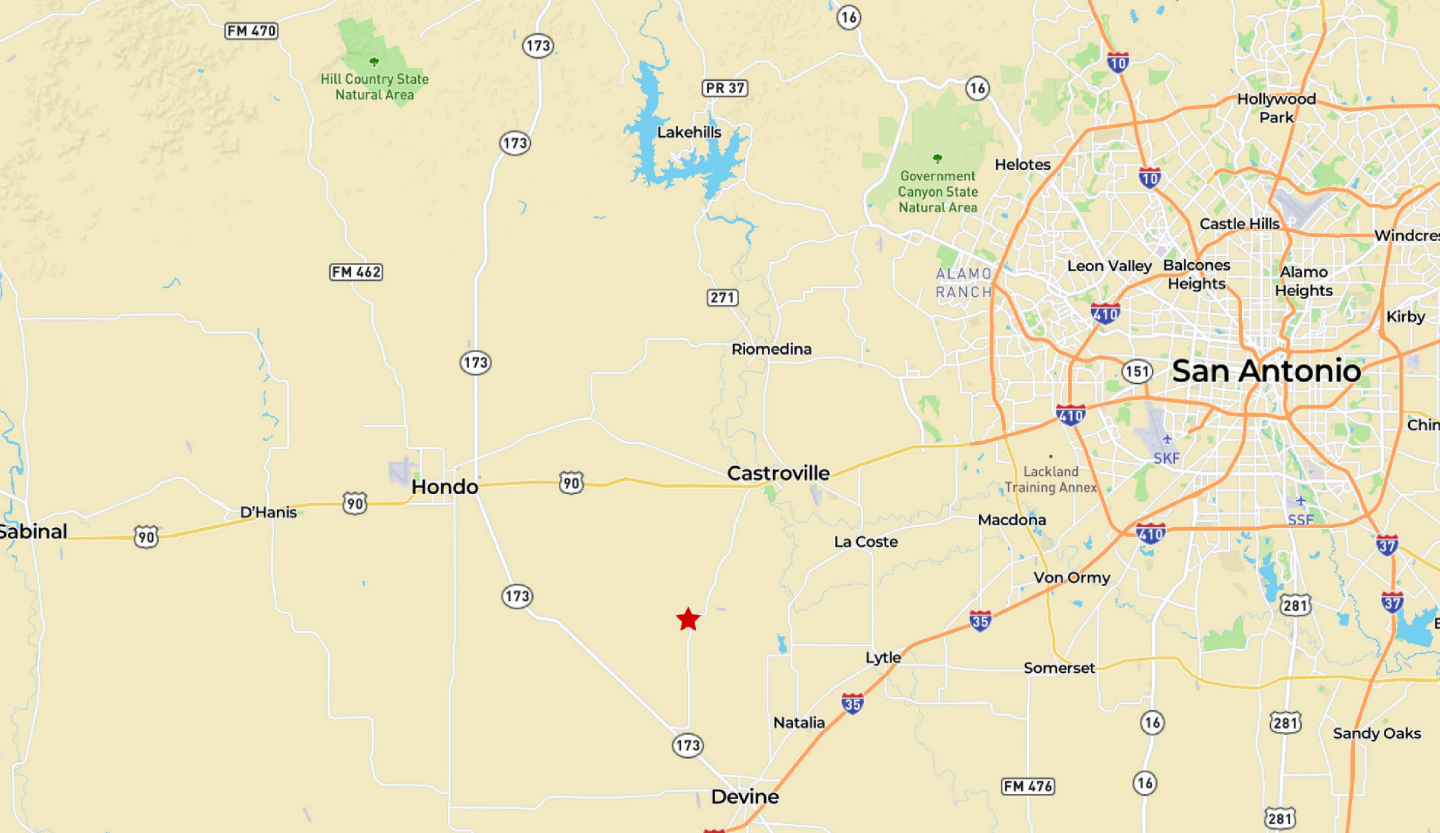 FM 470
16
173
10
Hill Country State
Natural Area
PR 37
16
Hollywood
Park
Lakehills
173
Helotes
Government
Canyon State
Natural Area
10
Castle Hills
Windcres
FM 462
ALAMO
RANCH
Leon Valley
Balcones
Heights
Alamo
Heights
271
410
Kirby
Riomedina
173
151
San Antonio
410
Chin
SKF
Castroville
Lackland
Training Annex
Hondo
90
90
D'Hanis
Sabinal
90
Macdona
SSF
410
La Coste
37
Von Ormy
173
281
37
35
E
Lytle
Somerset
35
Natalia
16
281
Sandy Oaks
173
FM 476
16
Devine
281